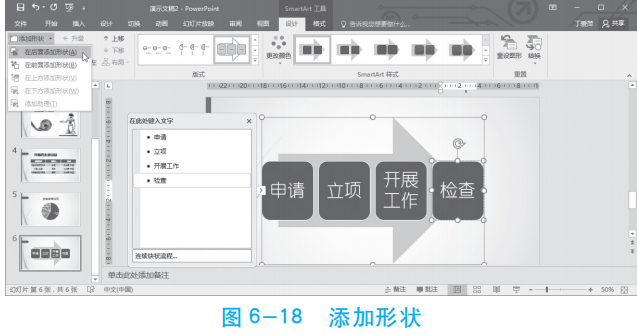 演示文稿2 - PowerPoint
SmartArt 工具
文件 开始 插入 设计 切换 动画 幻灯片放映 审阅 视图 设计 格式 告诉我您想要做什么... 丁壹萍 共享
添加形状 升级 上移
在后面添加形状(A) 下移
在前面添加形状(B) 右 布局
在上方添加形状(V)
在下方添加形状(W)
添加助理(T)
更改颜色
重设图形 转换
版式 SmartArt 样式 重置
在此处键入文字
申请
立项
开展工作
检查
连续块状流程...
申请 立项 开展工作 检查
4
5
6
单击此处添加备注
幻灯片 第 6 张，共 6 张 中文(中国) 备注 批注 50%
图 6-18 添加形状